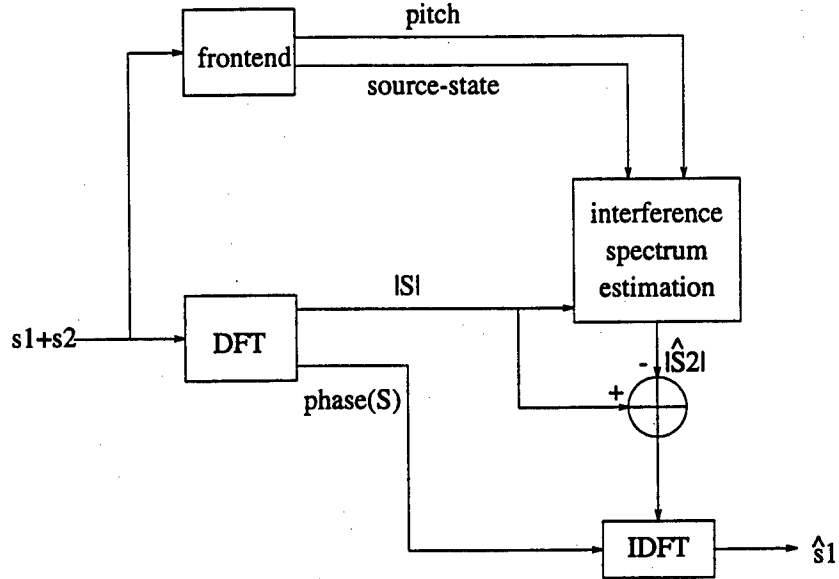 pitch
frontend
source-state
interference
spectrum
estimation
|S|
s1+s2
DFT
- |Ŝ2|
+
phase(S)
IDFT
ŝ1